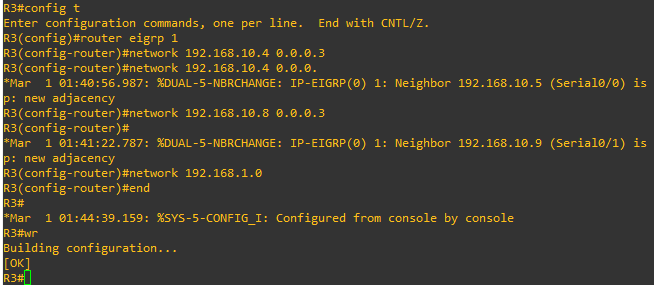 R3#config t
Enter configuration commands, one per line.  End with CNTL/Z.
R3(config)#router eigrp 1
R3(config-router)#network 192.168.10.4 0.0.0.3
R3(config-router)#network 192.168.10.4 0.0.0.
*Mar  1 01:40:56.987: %DUAL-5-NBRCHANGE: IP-EIGRP(0) 1: Neighbor 192.168.10.5 (Serial0/0) is
p: new adjacency
R3(config-router)#network 192.168.10.8 0.0.0.3
R3(config-router)#
*Mar  1 01:41:22.787: %DUAL-5-NBRCHANGE: IP-EIGRP(0) 1: Neighbor 192.168.10.9 (Serial0/1) is
p: new adjacency
R3(config-router)#network 192.168.1.0
R3(config-router)#end
R3#
*Mar  1 01:44:39.159: %SYS-5-CONFIG_I: Configured from console by console
R3#wr
Building configuration...
[OK]
R3#